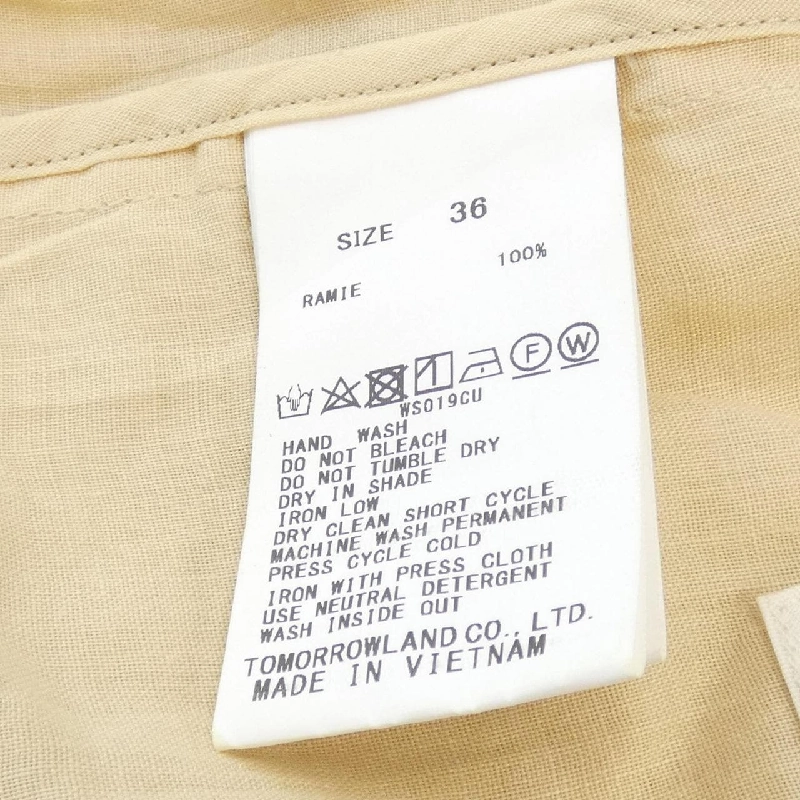 SIZE 36
RAMIE 100%
F W
WS019CU
HAND WASH
DO NOT BLEACH
DO NOT TUMBLE DRY
DRY IN SHADE
IRON LOW
DRY CLEAN SHORT CYCLE
MACHINE WASH PERMANENT
PRESS CYCLE COLD
IRON WITH PRESS CLOTH
USE NEUTRAL DETERGENT
WASH INSIDE OUT
TOMORROWLAND CO., LTD.
MADE IN VIETNAM